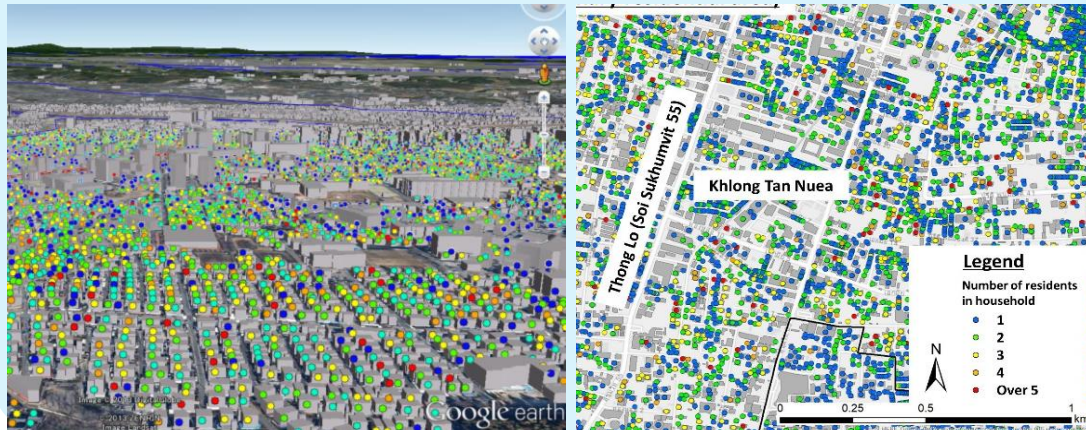 Google earth
Thong Lo (Soi Sukhumvit 55)
Khlong Tan Nuea
Legend
Number of residents
in household
1
2
3
4
Over 5
N
0
0.25
0.5
1
km